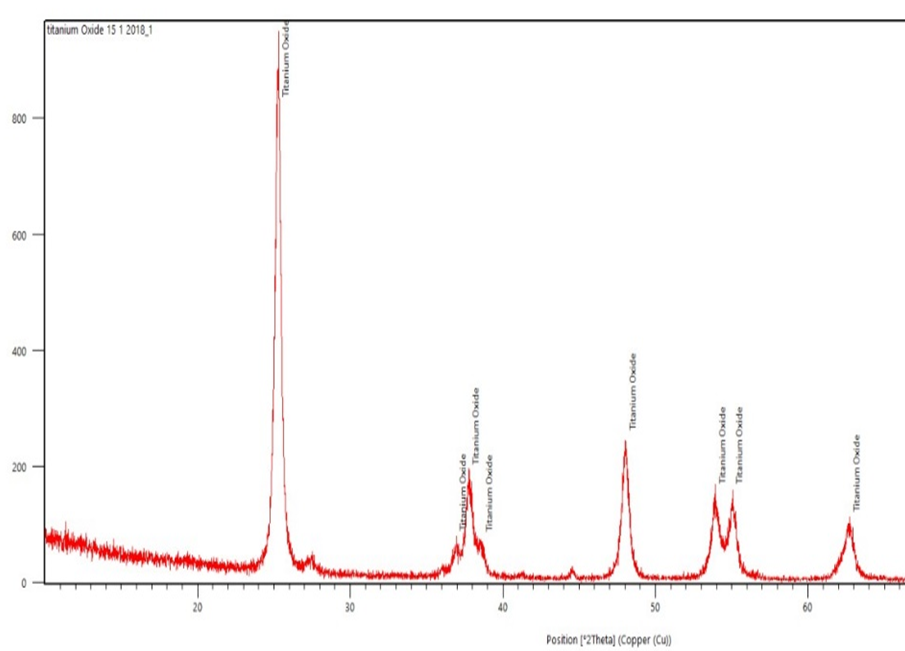 titanium Oxide 15 1 2018_1
Titanium Oxide
800
600
400
200
0
Titanium Oxide
Titanium Oxide
Titanium Oxide
Titanium Oxide
Titanium Oxide
Titanium Oxide
Titanium Oxide
20
30
40
50
60
Position [°2Theta] (Copper (Cu))